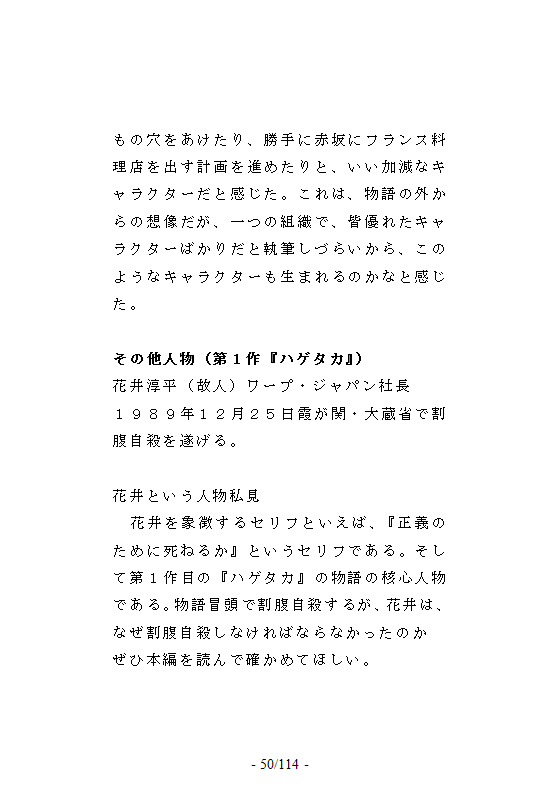 もの穴をあけたり、勝手に赤坂にフランス料
理店を出す計画を進めたりと、いい加減なキ
ャラクターだと感じた。これは、物語の外か
らの想像だが、一つの組織で、皆優れたキャ
ラクターばかりだと執筆しづらいから、この
ようなキャラクターも生まれるのかなと感じ
た。
その他人物（第１作『ハゲタカ』）
花井淳平（故人）ワープ・ジャパン社長
１９８９年１２月２５日霞が関・大蔵省で割
腹自殺を遂げる。
花井という人物私見
　花井を象徴するセリフといえば、『正義の
ために死ねるか』というセリフである。そし
て第１作目の『ハゲタカ』の物語の核心人物
である。物語冒頭で割腹自殺するが、花井は、
なぜ割腹自殺しなければならなかったのか
ぜひ本編を読んで確かめてほしい。
- 50/114 -